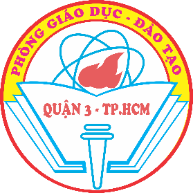 PHÒNG GIÁO DỤC - ĐÀO TẠO
QUẬN 3 - TP.HCM